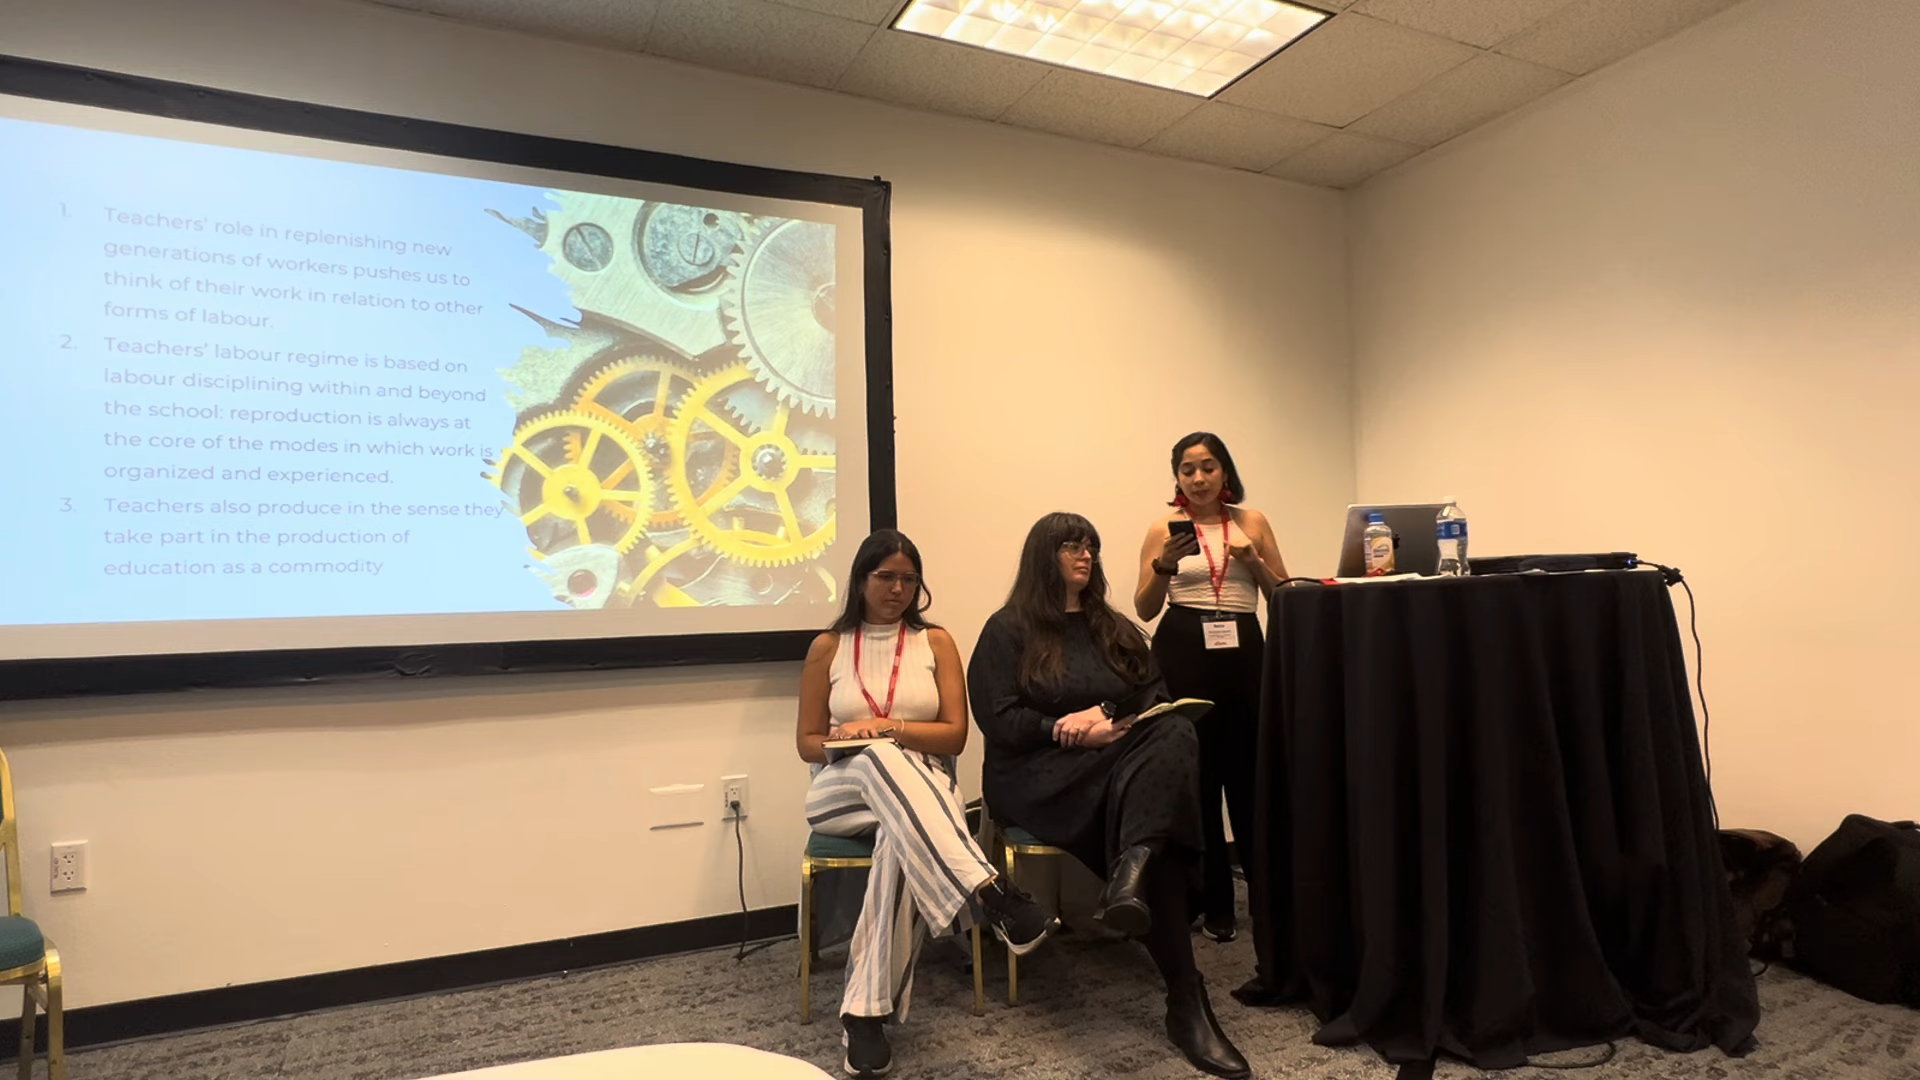 1. Teachers' role in replenishing new
generations of workers pushes us to
think of their work in relation to other
forms of labour.
2. Teachers' labour regime is based on
labour disciplining within and beyond
the school: reproduction is always at
the core of the modes in which work is
organized and experienced.
3. Teachers also produce in the sense they
take part in the production of
education as a commodity